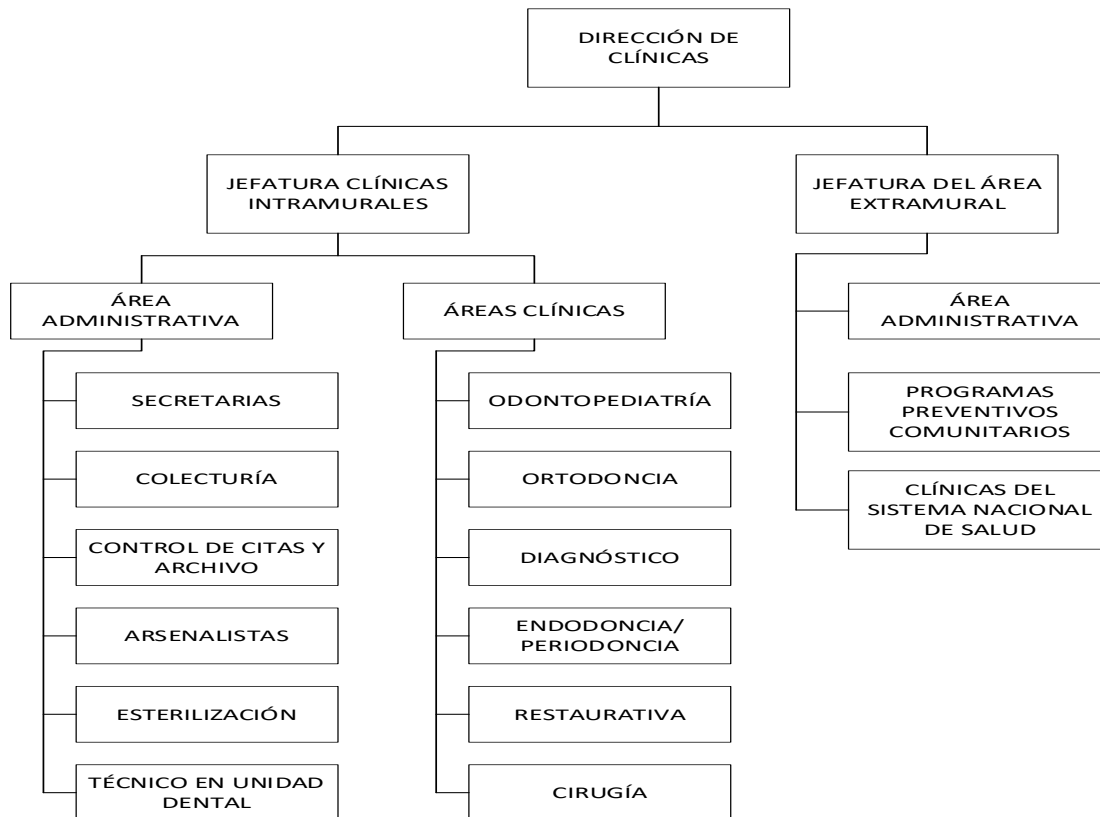 DIRECCIÓN DE
CLÍNICAS
JEFATURA CLÍNICAS
INTRAMURALES
JEFATURA DEL ÁREA
EXTRAMURAL
ÁREA
ADMINISTRATIVA
ÁREAS CLÍNICAS
ÁREA
ADMINISTRATIVA
SECRETARIAS
ODONTOPEDIATRÍA
PROGRAMAS
PREVENTIVOS
COMUNITARIOS
COLECTURÍA
ORTODONCIA
CLÍNICAS DEL
SISTEMA NACIONAL
DE SALUD
CONTROL DE CITAS Y
ARCHIVO
DIAGNÓSTICO
ARSENALISTAS
ENDODONCIA/
PERIODONCIA
ESTERILIZACIÓN
RESTAURATIVA
TÉCNICO EN UNIDAD
DENTAL
CIRUGÍA